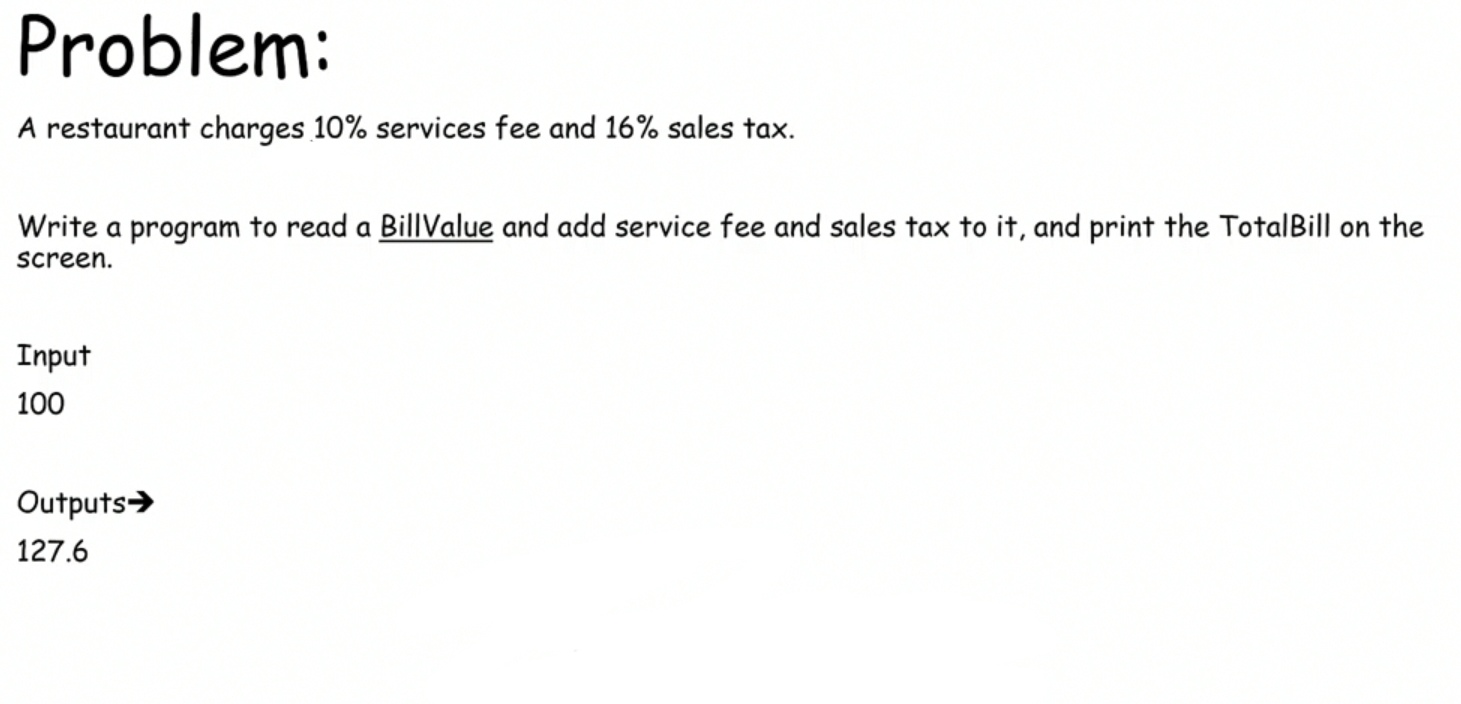 Problem:
A restaurant charges 10% services fee and 16% sales tax.
Write a program to read a BillValue and add service fee and sales tax to it, and print the TotalBill on the
screen.
Input
100
Outputs➔
127.6